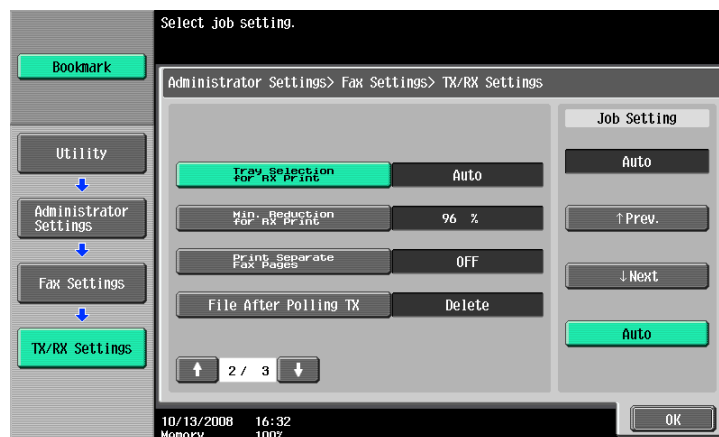 Select job setting.
Bookmark
Administrator Settings> Fax Settings> TX/RX Settings
Job Setting
Utility
Administrator
Settings
Fax Settings
TX/RX Settings
Tray Selection
for RX Print
Auto
Min. Reduction
for RX Print
96 %
Print Separate
Fax Pages
OFF
File After Polling TX
Delete
↑ 2/ 3 ↓
Auto
↑Prev.
↓Next
Auto
10/13/2008 16:32
Memory 100%
OK